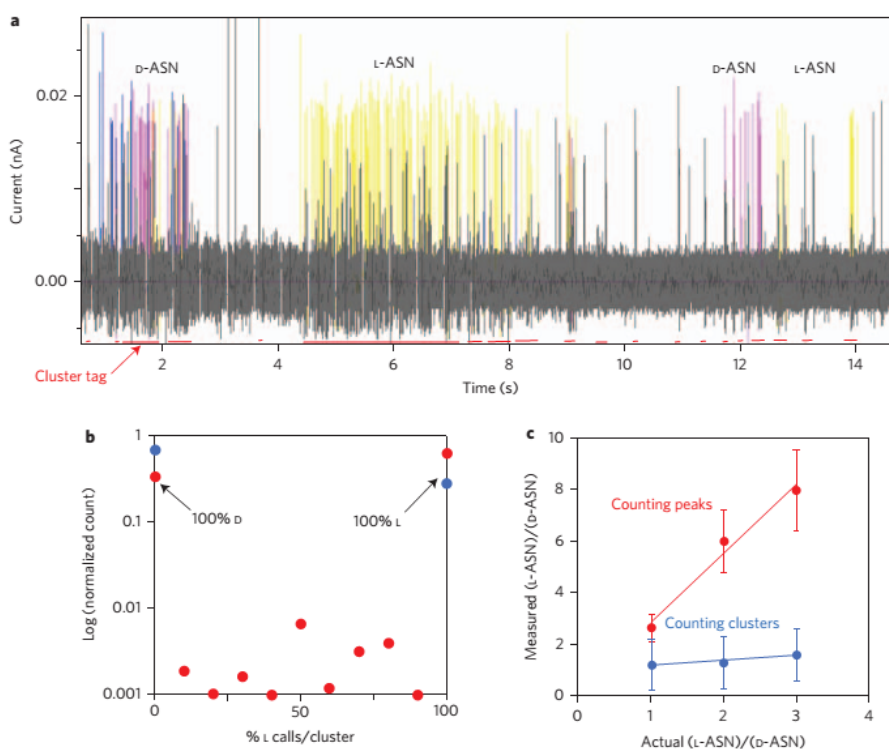 a
D-ASN
L-ASN
D-ASN
L-ASN
0.02
0.00
Current (nA)
2
4
6
8
10
12
14
Cluster tag
Time (s)
b
1
0.1
0.01
0.001
Log (normalized count)
100% D
100% L
0
50
100
% L calls/cluster
c
10
8
6
4
2
0
Measured (L-ASN)/(D-ASN)
Counting peaks
Counting clusters
0
1
2
3
4
Actual (L-ASN)/(D-ASN)